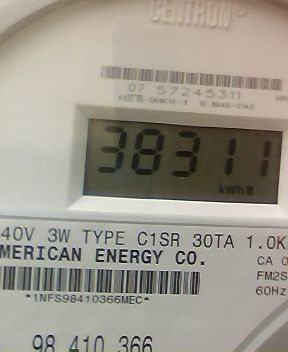 CENTRON®
07 57245311
38311
kWh
40V 3W TYPE C1SR 30TA 1.0K
MERICAN ENERGY CO.
CA 0
FM2S
60Hz
*1NFS98410366MEC*
98 410 366